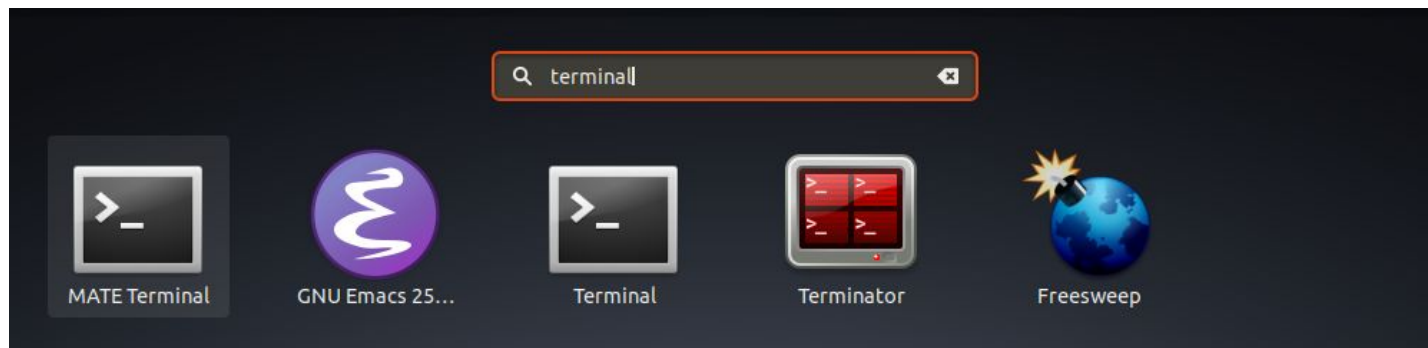 terminal
MATE Terminal
GNU Emacs 25...
Terminal
Terminator
Freesweep